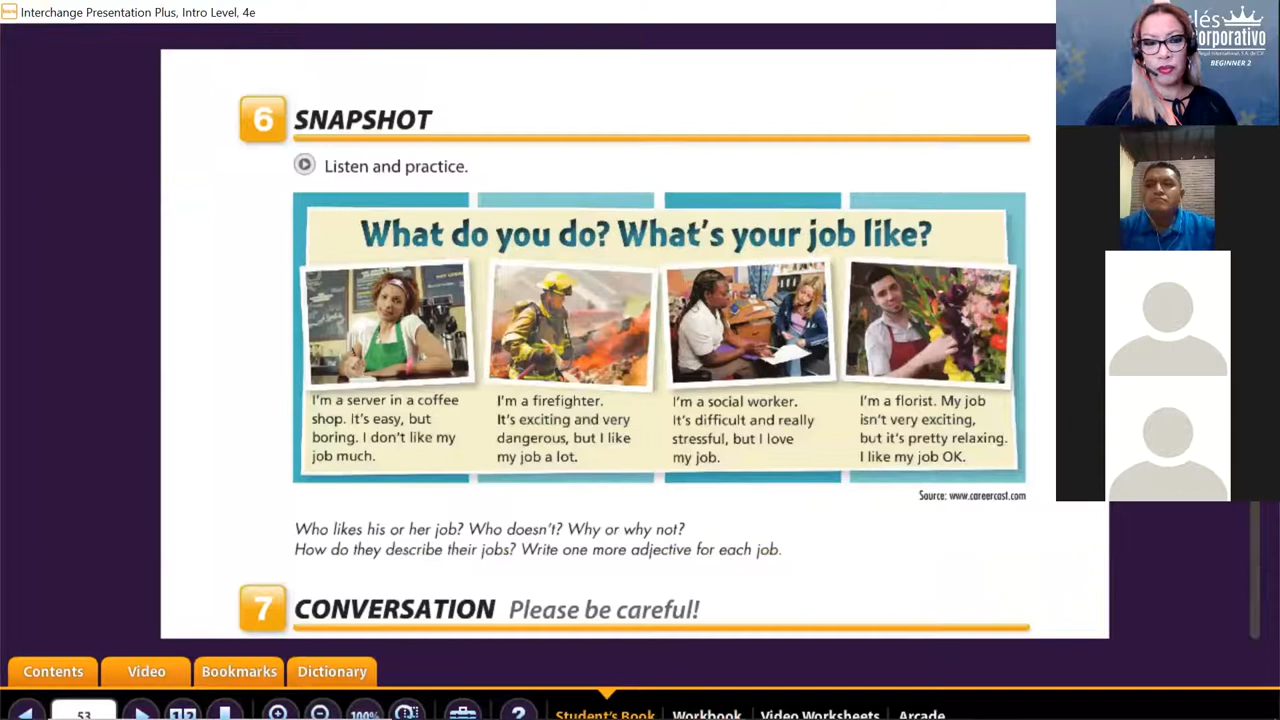 Interchange Presentation Plus, Intro Level, 4e
glés
corporativo
BEGINNER 2
6 SNAPSHOT
Listen and practice.
What do you do? What's your job like?
I'm a server in a coffee
shop. It's easy, but
boring. I don't like my
job much.
I'm a firefighter.
It's exciting and very
dangerous, but I like
my job a lot.
I'm a social worker.
It's difficult and really
stressful, but I love
my job.
I'm a florist. My job
isn't very exciting,
but it's pretty relaxing.
I like my job OK.
Source: www.careercast.com
Who likes his or her job? Who doesn't? Why or why not?
How do they describe their jobs? Write one more adjective for each job.
7 CONVERSATION Please be careful!
Contents Video Bookmarks Dictionary
53 100% ? Student's Book Workbook Video Worksheets Arcade